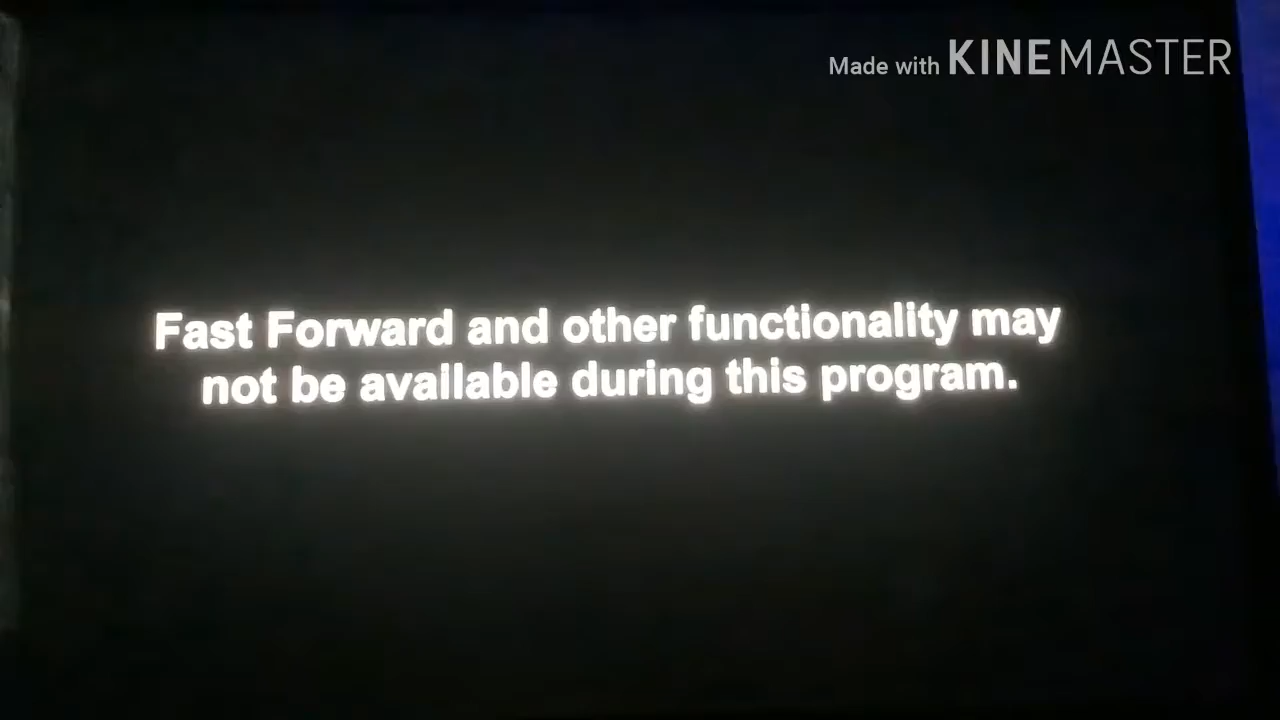 Made with KINEMASTER
Fast Forward and other functionality may
not be available during this program.